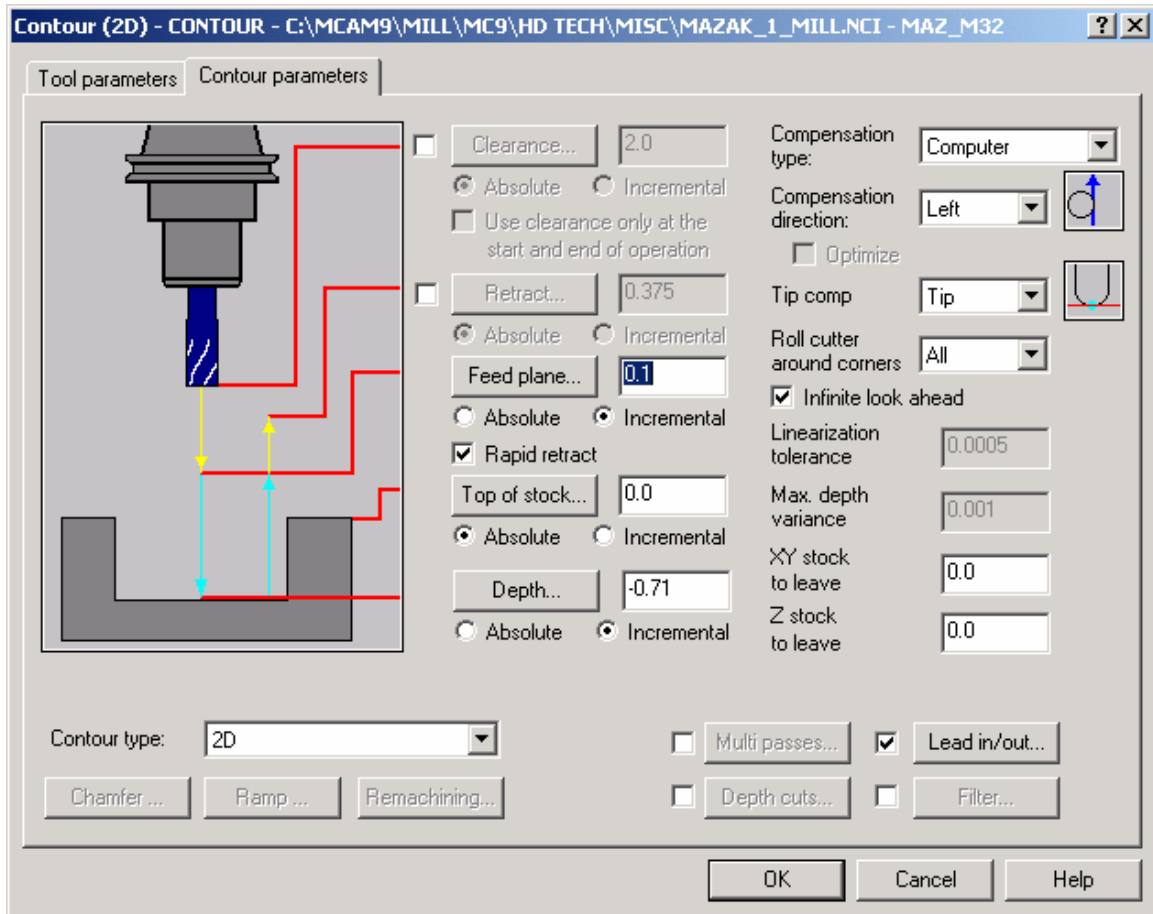 Contour (2D) - CONTOUR - C:\MCAM9\MILL\MC9\HD TECH\MISC\MAZAK_1_MILL.NCI - MAZ_M32
Tool parameters
Contour parameters
Clearance...
2.0
Absolute
Incremental
Use clearance only at the
start and end of operation
Retract...
0.375
Absolute
Incremental
Feed plane...
0.1
Absolute
Incremental
Rapid retract
Top of stock...
0.0
Absolute
Incremental
Depth...
-0.71
Absolute
Incremental
Compensation
type:
Computer
Compensation
direction:
Left
Optimize
Tip comp
Tip
Roll cutter
around corners
All
Infinite look ahead
Linearization
tolerance
0.0005
Max. depth
variance
0.001
XY stock
to leave
0.0
Z stock
to leave
0.0
Contour type:
2D
Chamfer ...
Ramp ...
Remachining...
Multi passes...
Lead in/out...
Depth cuts...
Filter...
OK
Cancel
Help